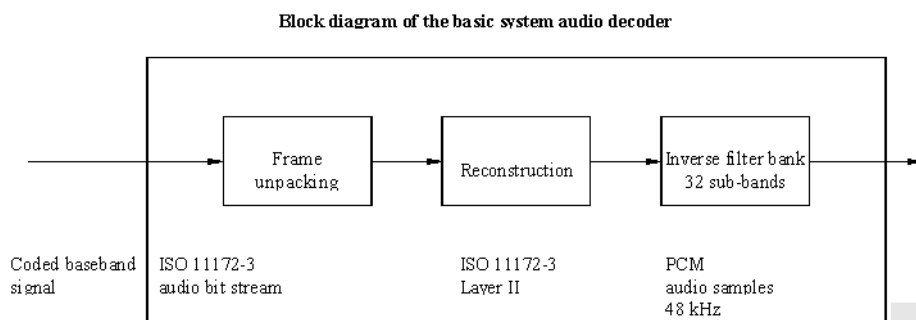 Block diagram of the basic system audio decoder
Frame
unpacking
Reconstruction
Inverse filter bank
32 sub-bands
Coded baseband
signal
ISO 11172-3
audio bit stream
ISO 11172-3
Layer II
PCM
audio samples
48 kHz